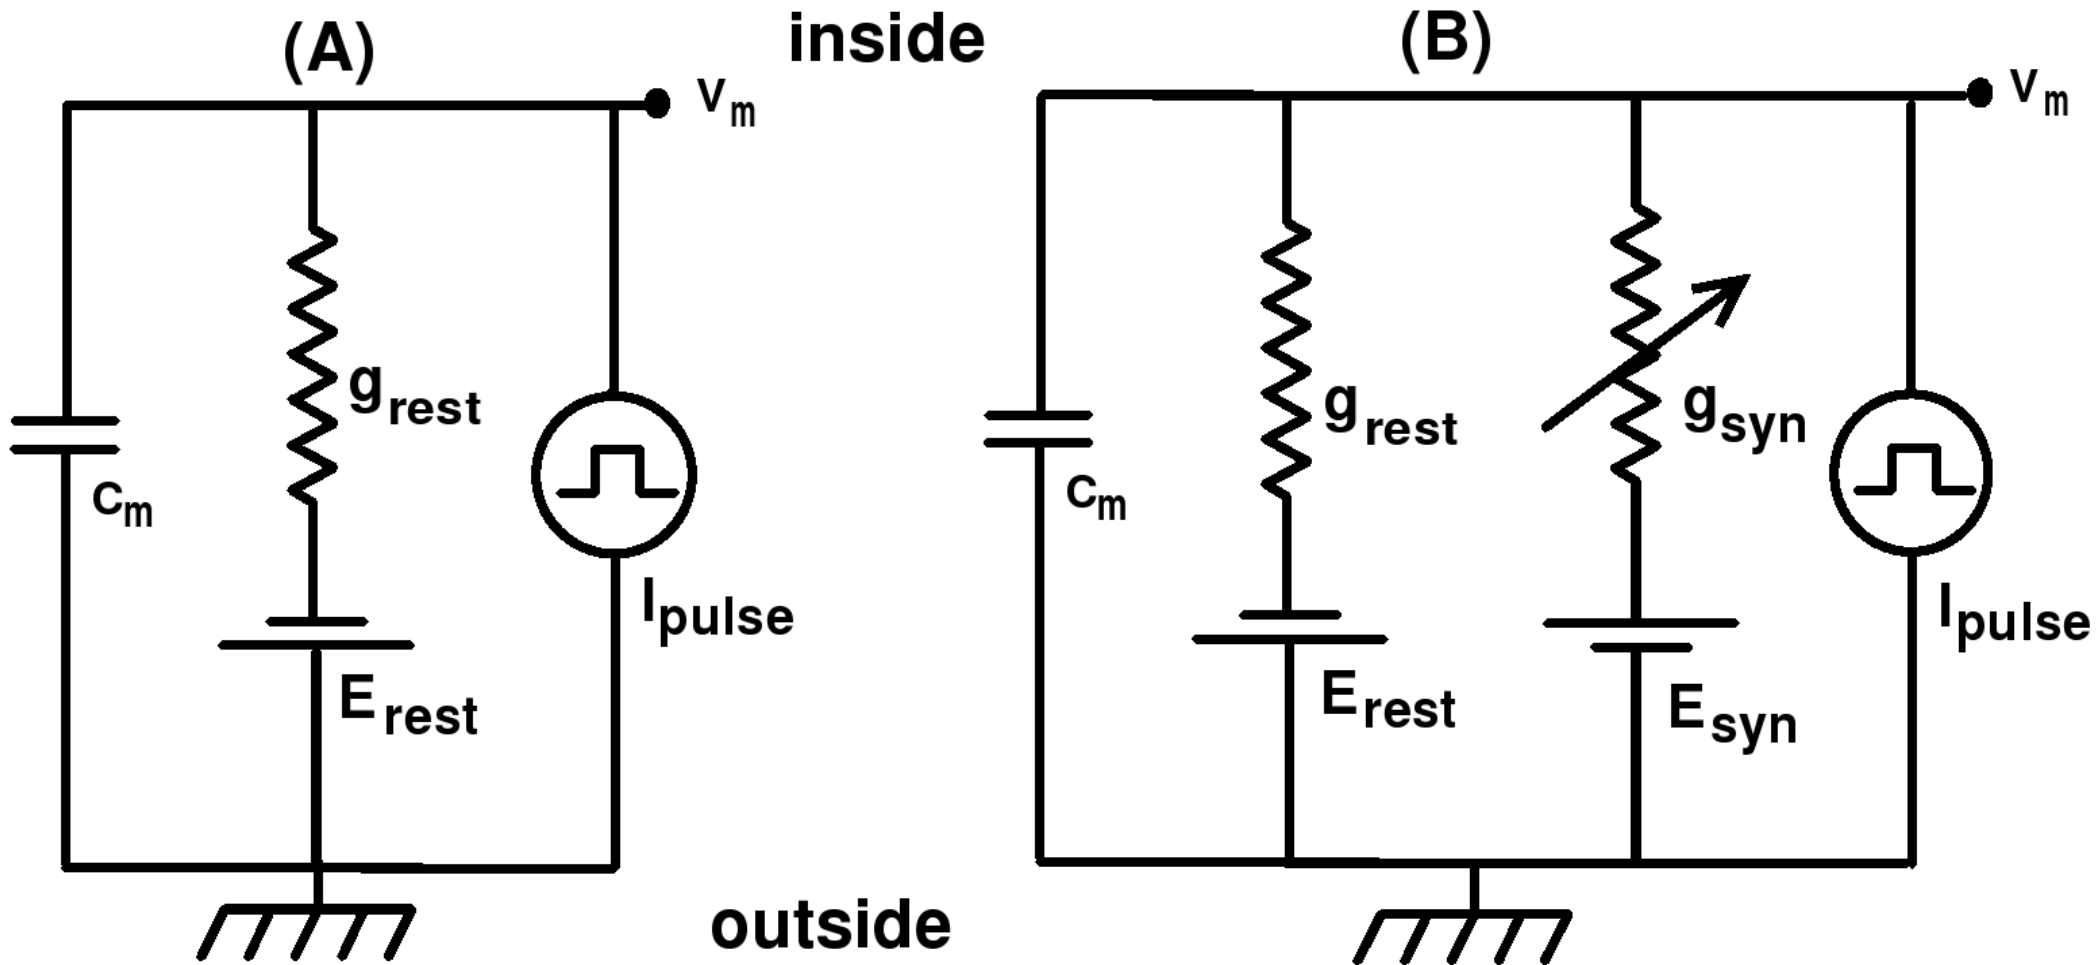 (A)
inside
(B)
Vm
Vm
grest
Cm
Ipulse
Erest
grest
gsyn
Cm
Ipulse
Erest
Esyn
outside